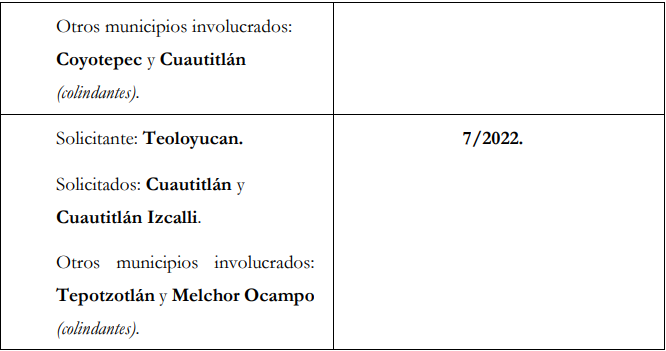 Otros municipios involucrados:
Coyotepec y Cuautitlán
(colindantes).
Solicitante: Teoloyucan.
7/2022.
Solicitados: Cuautitlán y
Cuautitlán Izcalli.
Otros municipios involucrados:
Tepotzotlán y Melchor Ocampo
(colindantes).